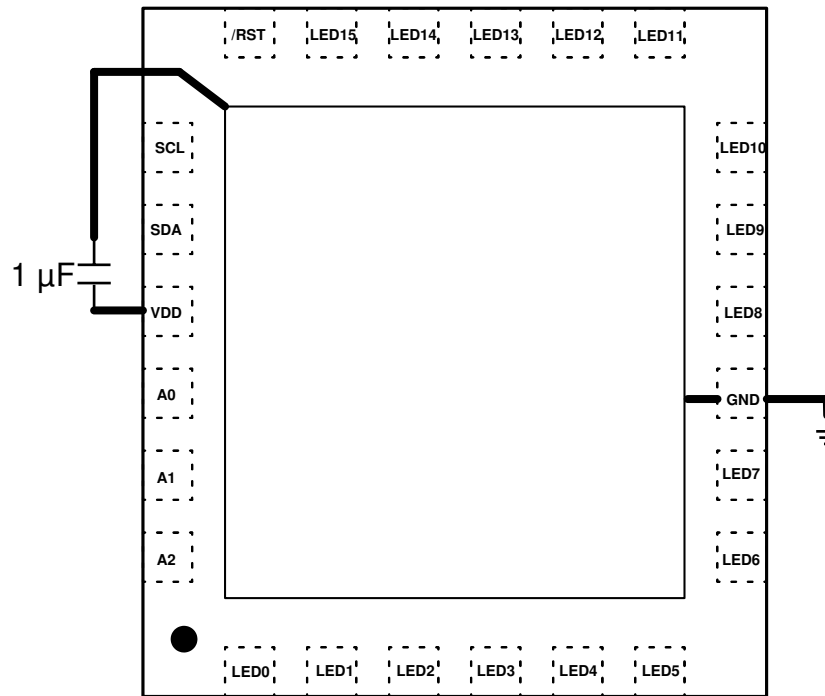 /RST LED15 LED14 LED13 LED12 LED11
SCL LED10
SDA LED9
1 µF
VDD LED8
A0 GND
A1 LED7
A2 LED6
LED0 LED1 LED2 LED3 LED4 LED5